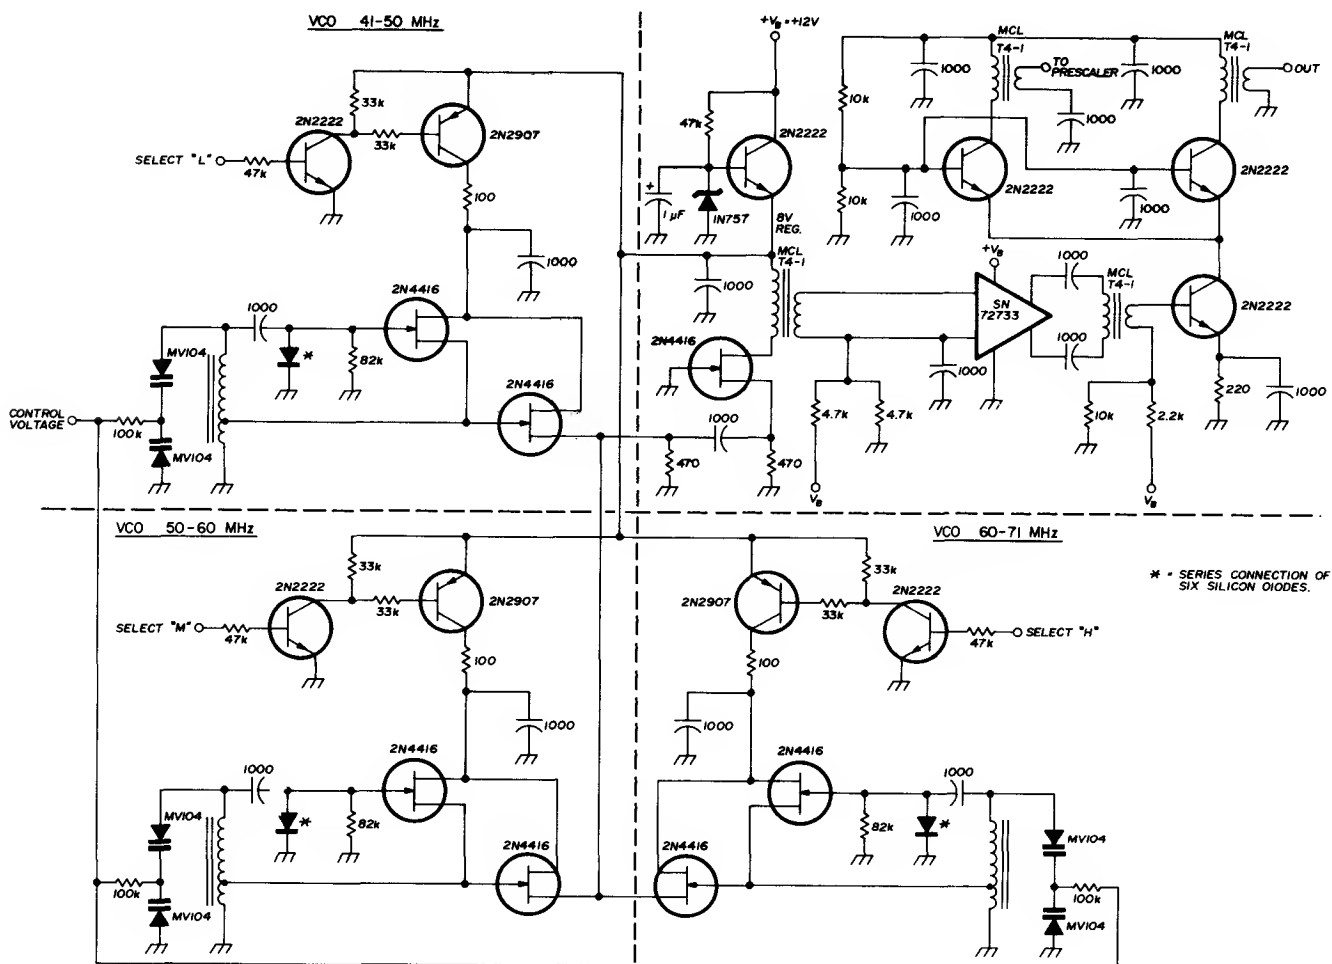 VCO 41-50 MHz
33k
2N2222
33k
2N2907
SELECT "L"
47k
100
1000
2N4416
1000
MV104
*
82k
2N4416
CONTROL
VOLTAGE
100k
MV104
+VB = +12V
47k
2N2222
+
1 µF
1N757
8V
REG.
MCL
T4-1
1000
2N4416
1000
470
470
10k
1000
MCL
T4-1
TO
PRESCALER
1000
1000
MCL
T4-1
OUT
10k
1000
2N2222
1000
2N2222
+VB
SN
72733
1000
1000
MCL
T4-1
2N2222
1000
4.7k
4.7k
VB
10k
2.2k
VB
220
1000
VCO 50-60 MHz
33k
2N2222
33k
2N2907
SELECT "M"
47k
100
1000
2N4416
1000
MV104
*
82k
2N4416
100k
MV104
VCO 60-71 MHz
33k
2N2907
33k
2N2222
47k
SELECT "H"
100
1000
2N4416
1000
82k
*
MV104
2N4416
100k
MV104
* = SERIES CONNECTION OF
SIX SILICON DIODES.